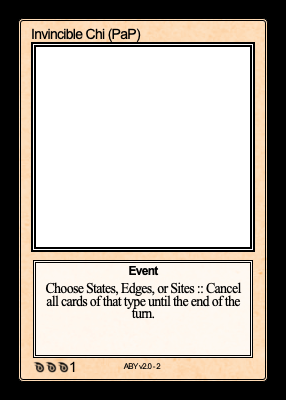 Invincible Chi (PaP)
Event
Choose States, Edges, or Sites :: Cancel
all cards of that type until the end of the
turn.
1
ABY v2.0 - 2